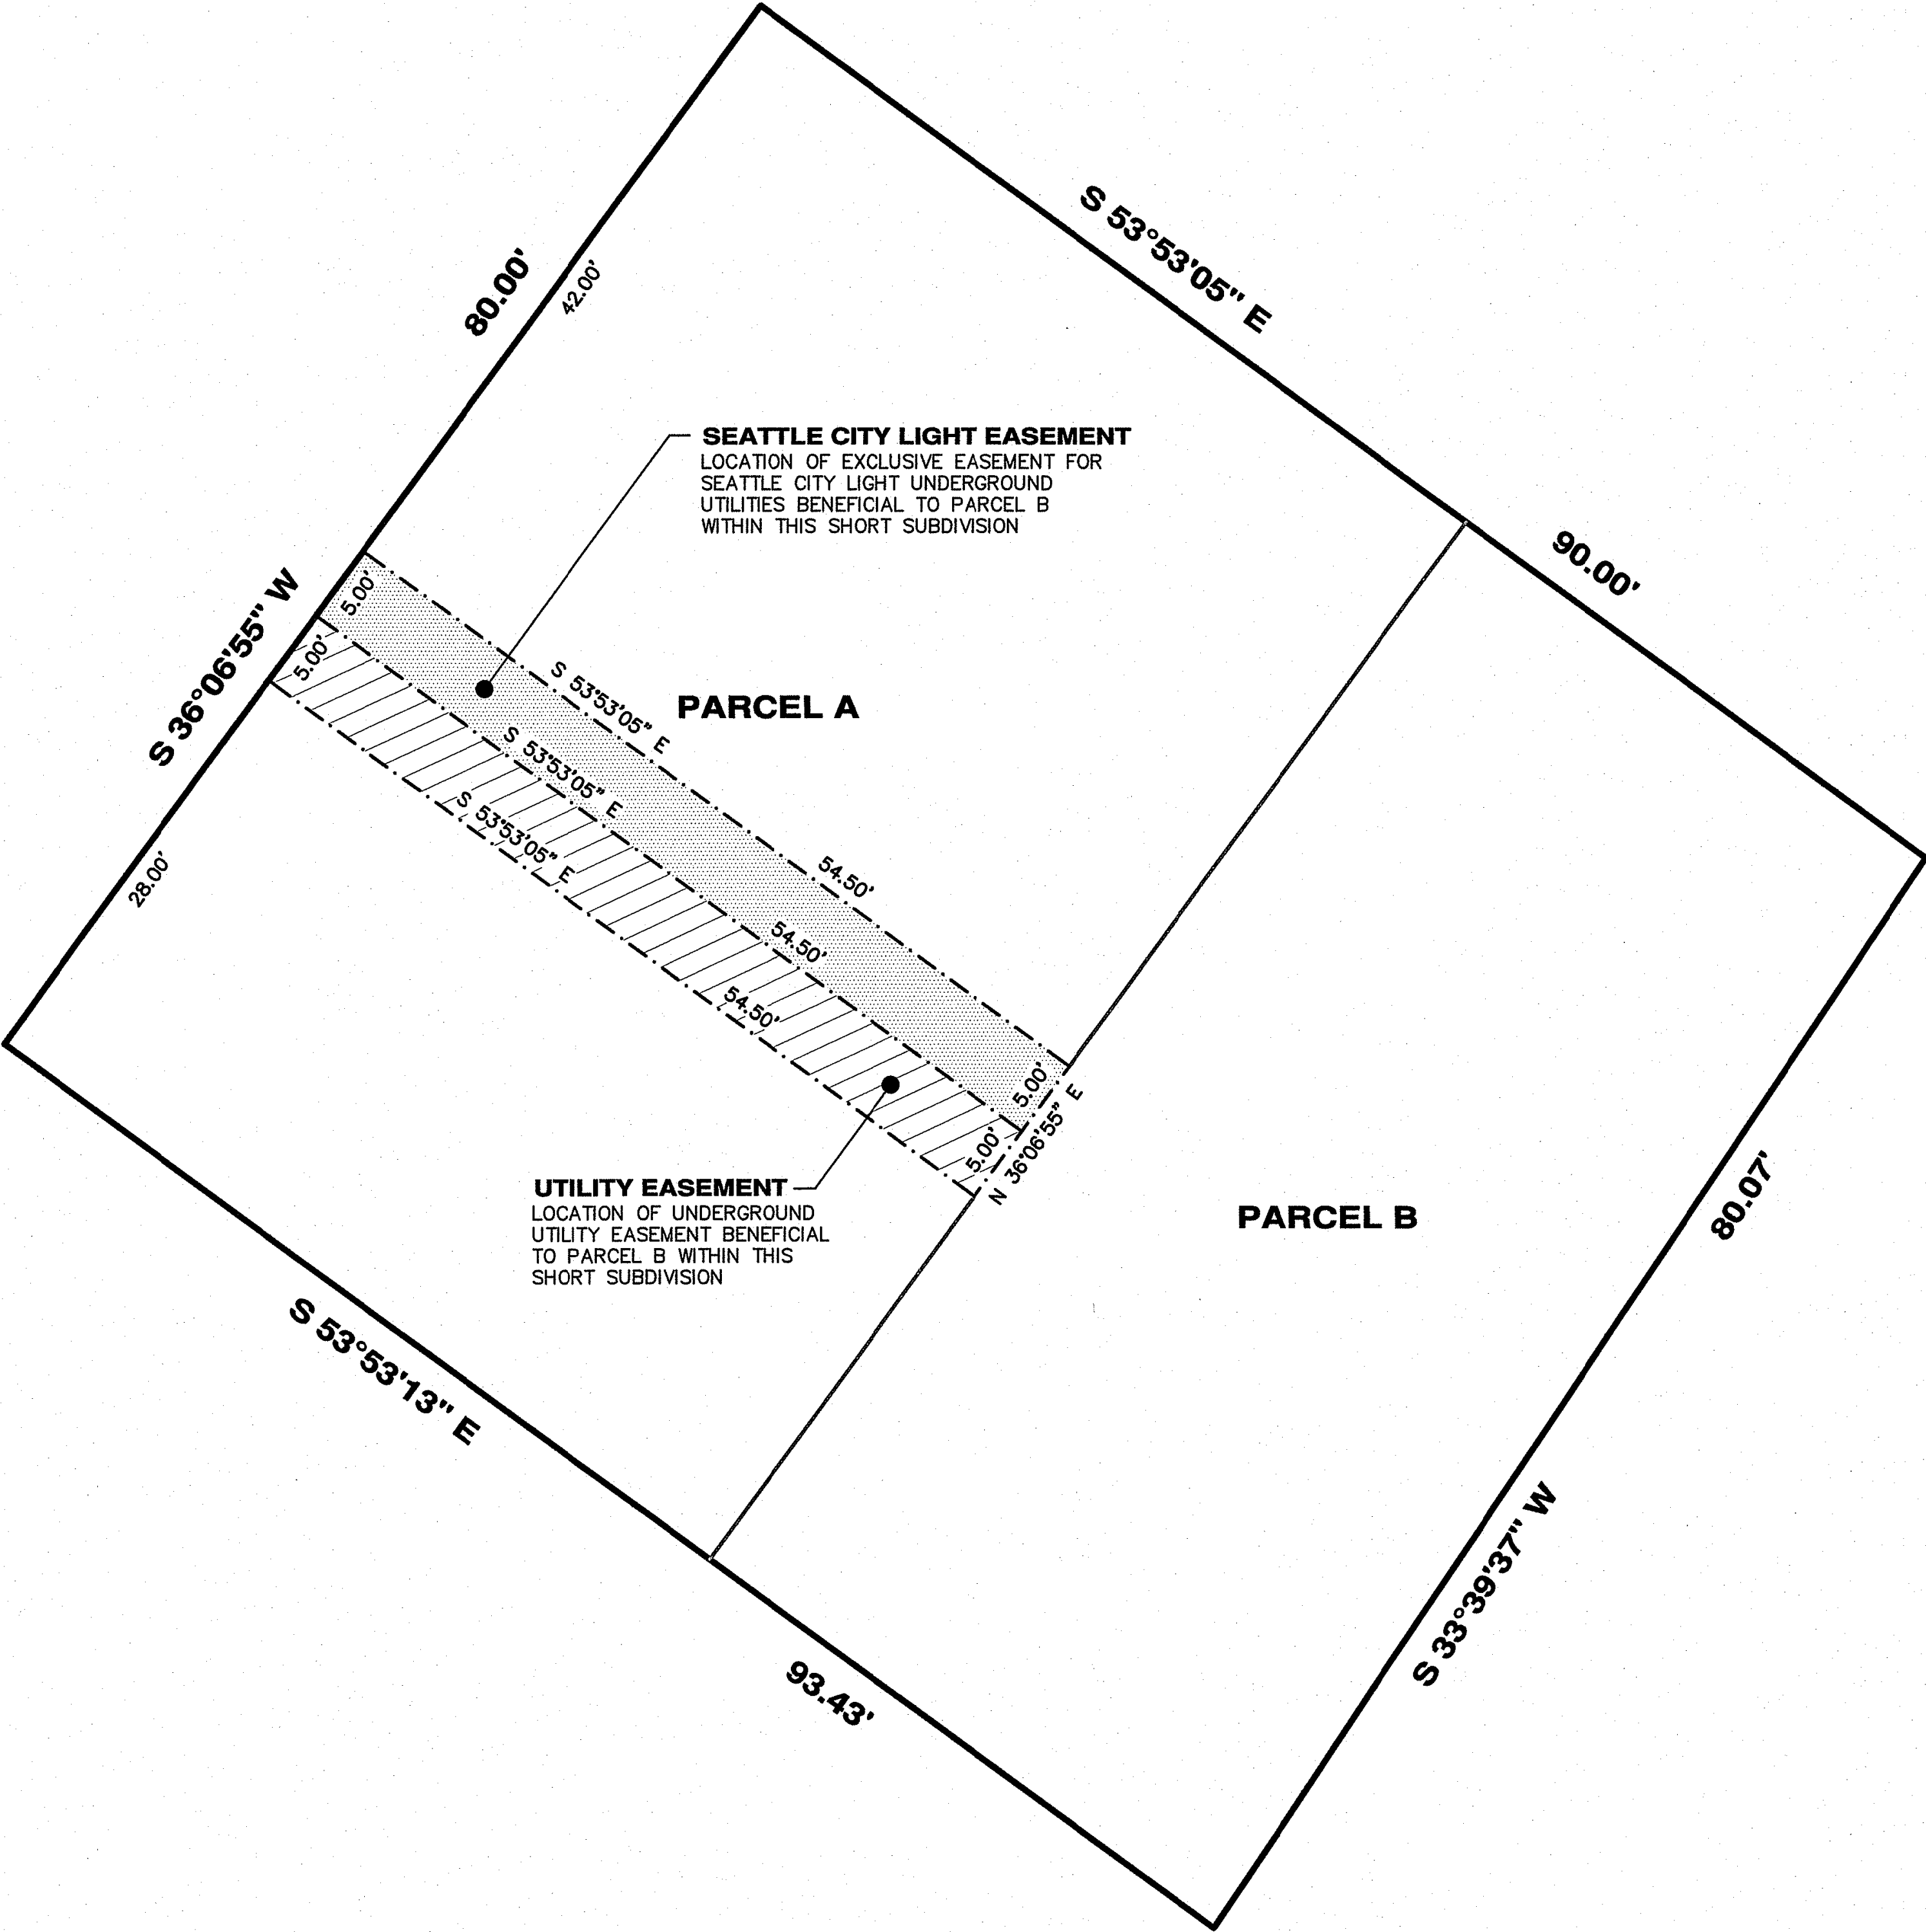 S 53°53'05" E
80.00'
42.00'
SEATTLE CITY LIGHT EASEMENT
LOCATION OF EXCLUSIVE EASEMENT FOR
SEATTLE CITY LIGHT UNDERGROUND
UTILITIES BENEFICIAL TO PARCEL B
WITHIN THIS SHORT SUBDIVISION
90.00'
5.00'
S 36°06'55" W
5.00'
S 53°53'05" E
PARCEL A
S 53°53'05" E
S 53°53'05" E
28.00'
54.50'
54.50'
54.50'
5.00'
5.00'
N 36°06'55" E
UTILITY EASEMENT
LOCATION OF UNDERGROUND
UTILITY EASEMENT BENEFICIAL
TO PARCEL B WITHIN THIS
SHORT SUBDIVISION
PARCEL B
80.07'
S 53°53'13" E
S 33°39'37" W
93.43'